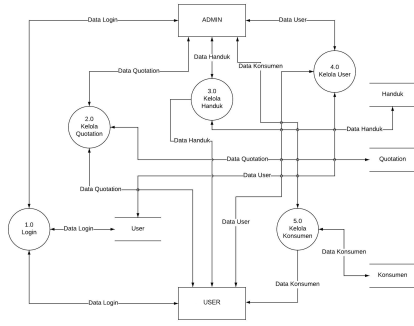 Data Login
ADMIN
Data User
Data Handuk
Data Konsumen
Data Quotation
4.0
Kelola User
3.0
Kelola
Handuk
Handuk
2.0
Kelola
Quotation
Data Handuk
Data Handuk
Data Quotation
Quotation
Data User
Data Quotation
1.0
Login
Data Login
User
Data User
5.0
Kelola
Konsumen
Data Konsumen
Konsumen
Data Konsumen
Data Login
USER